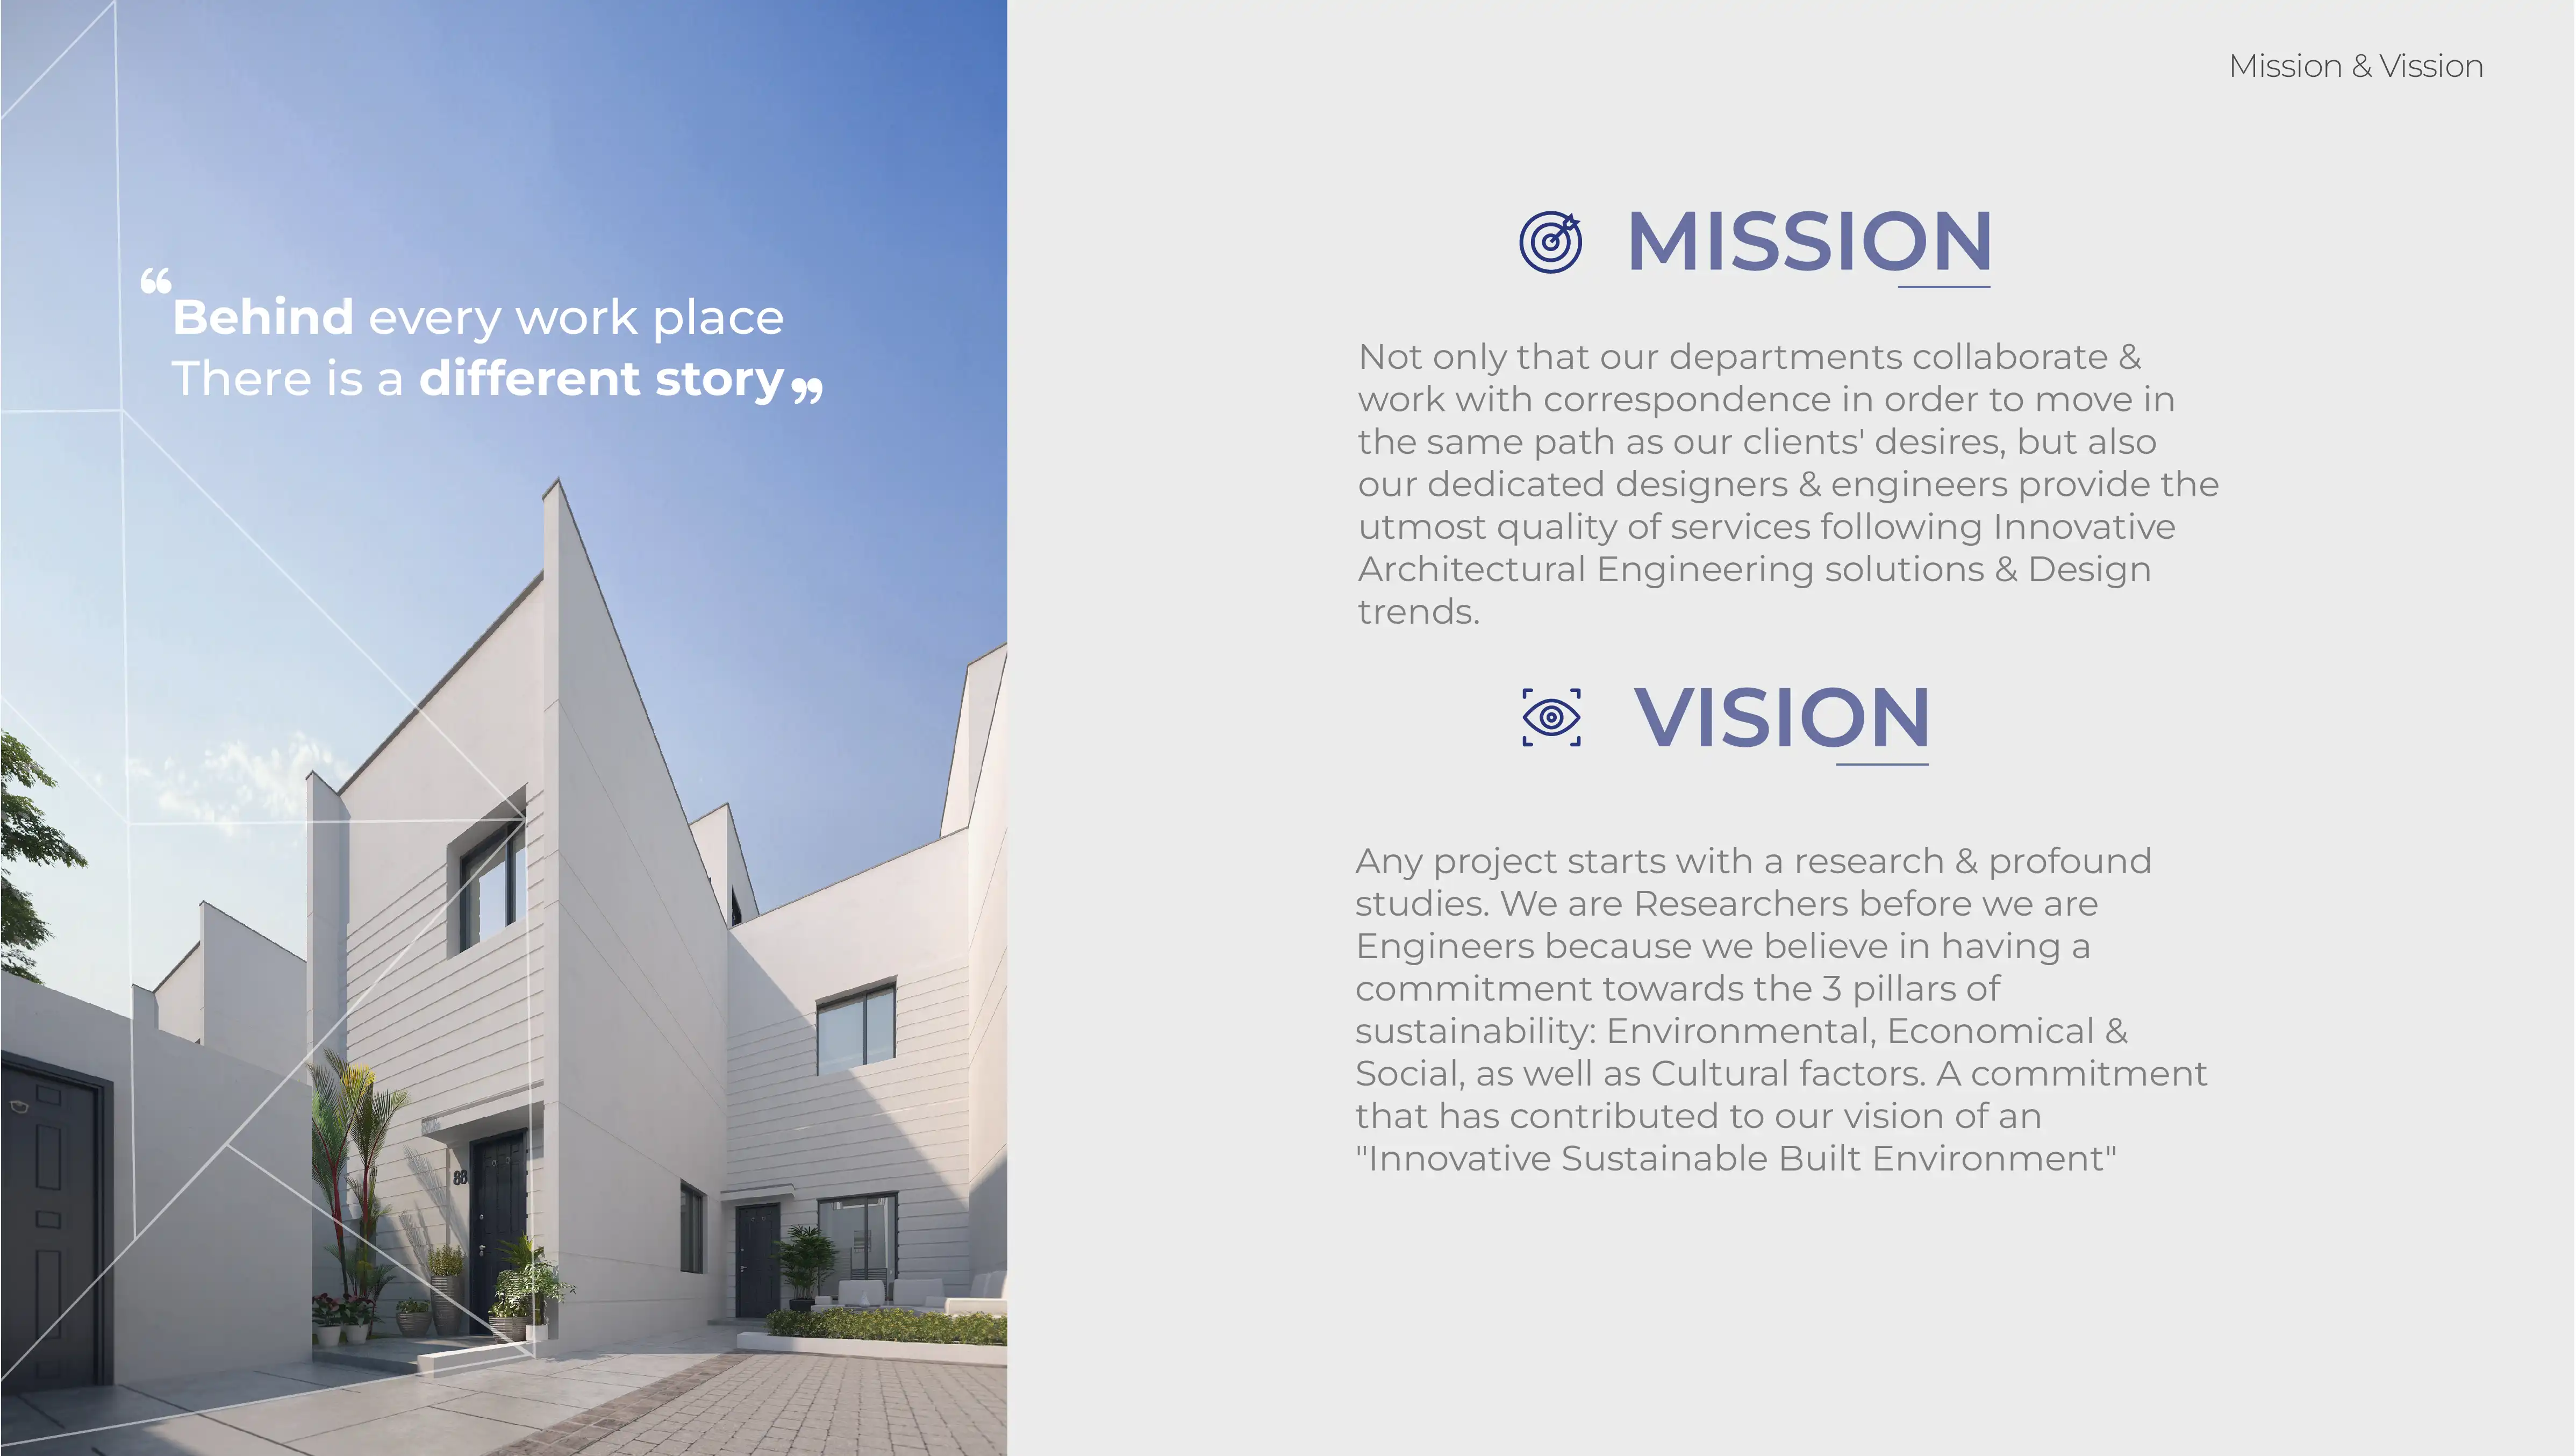 Mission & Vission
“Behind every work place
There is a different story”
MISSION
Not only that our departments collaborate &
work with correspondence in order to move in
the same path as our clients' desires, but also
our dedicated designers & engineers provide the
utmost quality of services following Innovative
Architectural Engineering solutions & Design
trends.
VISION
Any project starts with a research & profound
studies. We are Researchers before we are
Engineers because we believe in having a
commitment towards the 3 pillars of
sustainability: Environmental, Economical &
Social, as well as Cultural factors. A commitment
that has contributed to our vision of an
"Innovative Sustainable Built Environment"
88